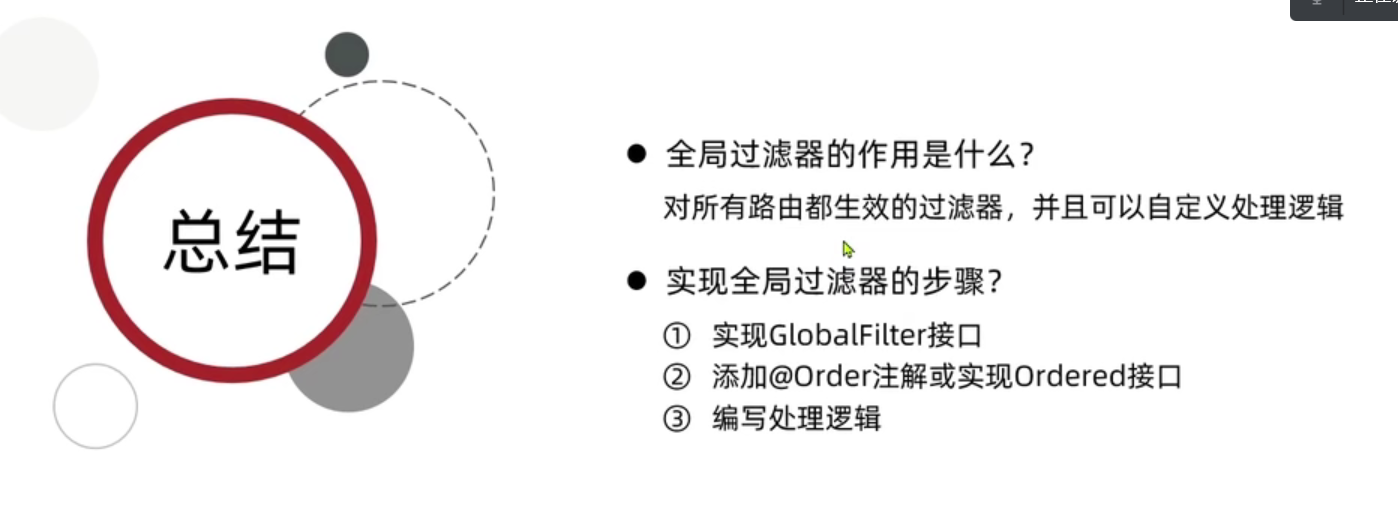 总结
● 全局过滤器的作用是什么?
对所有路由都生效的过滤器，并且可以自定义处理逻辑
● 实现全局过滤器的步骤?
① 实现GlobalFilter接口
② 添加@Order注解或实现Ordered接口
③ 编写处理逻辑